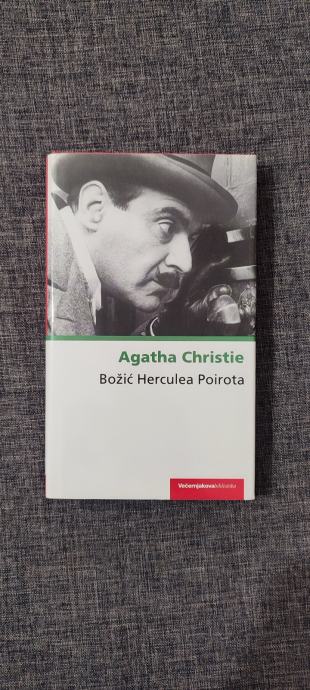 Agatha Christie
Božić Herculea Poirota
Večernjakova biblioteka